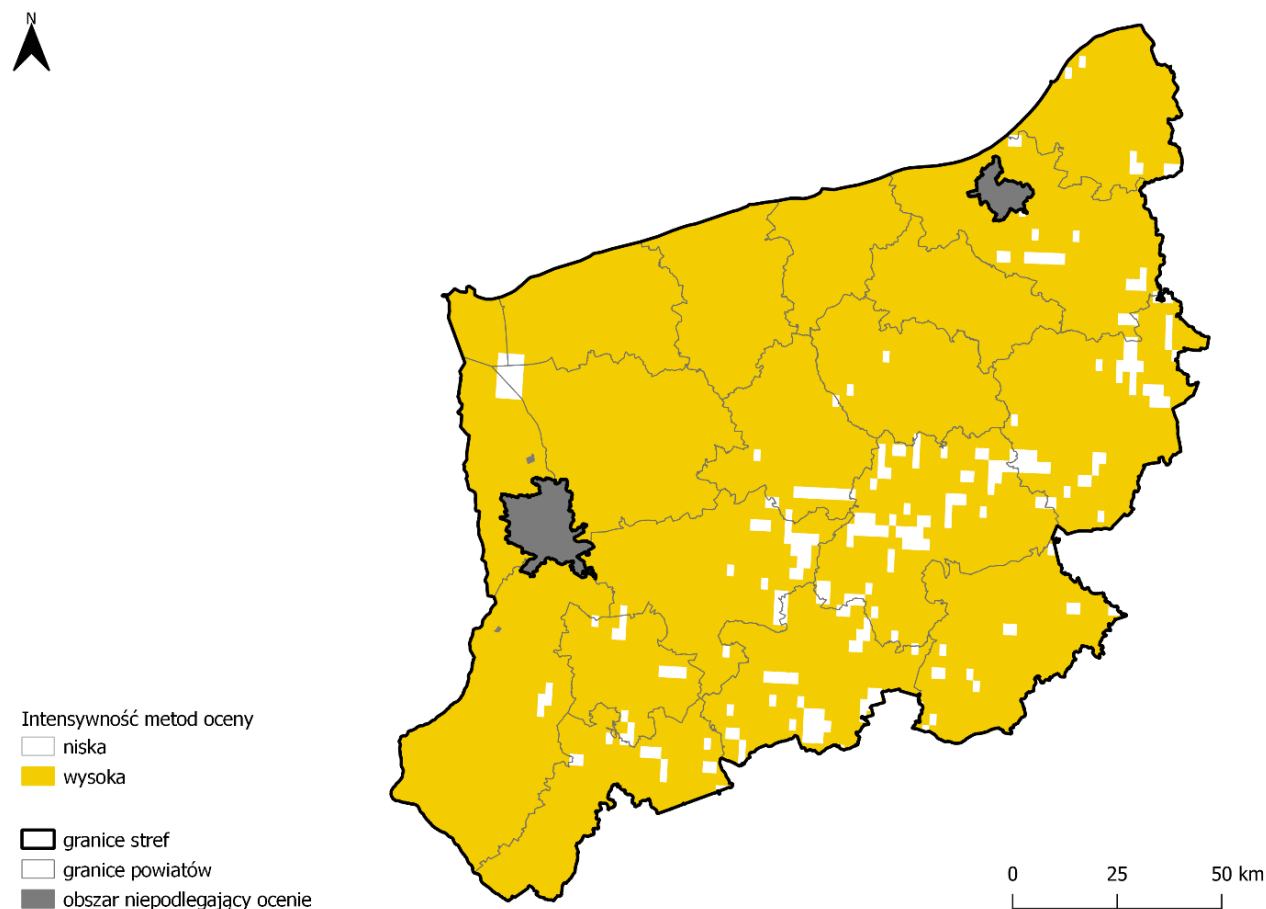 N
Intensywność metod oceny
niska
wysoka
granice stref
granice powiatów
obszar niepodlegający ocenie
0 25 50 km